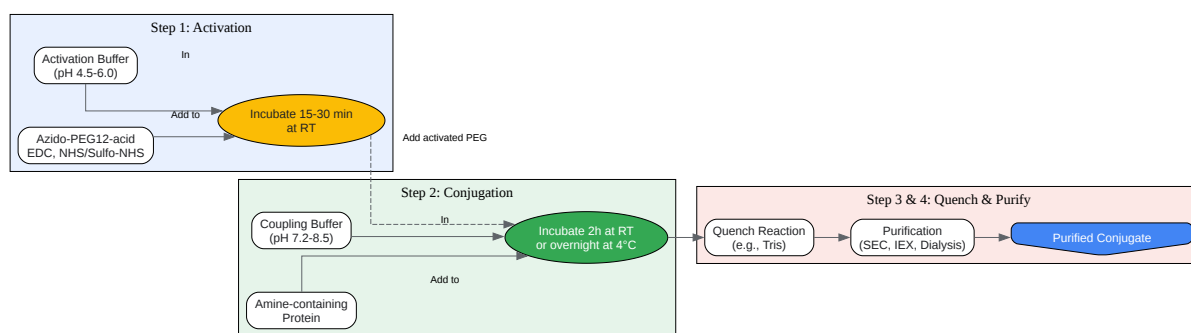 Step 1: Activation
Activation Buffer
(pH 4.5-6.0)
In
Add to
Incubate 15-30 min
at RT
Azido-PEG12-acid
EDC, NHS/Sulfo-NHS
Add activated PEG
Step 2: Conjugation
Coupling Buffer
(pH 7.2-8.5)
In
Incubate 2h at RT
or overnight at 4°C
Add to
Amine-containing
Protein
Step 3 & 4: Quench & Purify
Quench Reaction
(e.g., Tris)
Purification
(SEC, IEX, Dialysis)
Purified Conjugate